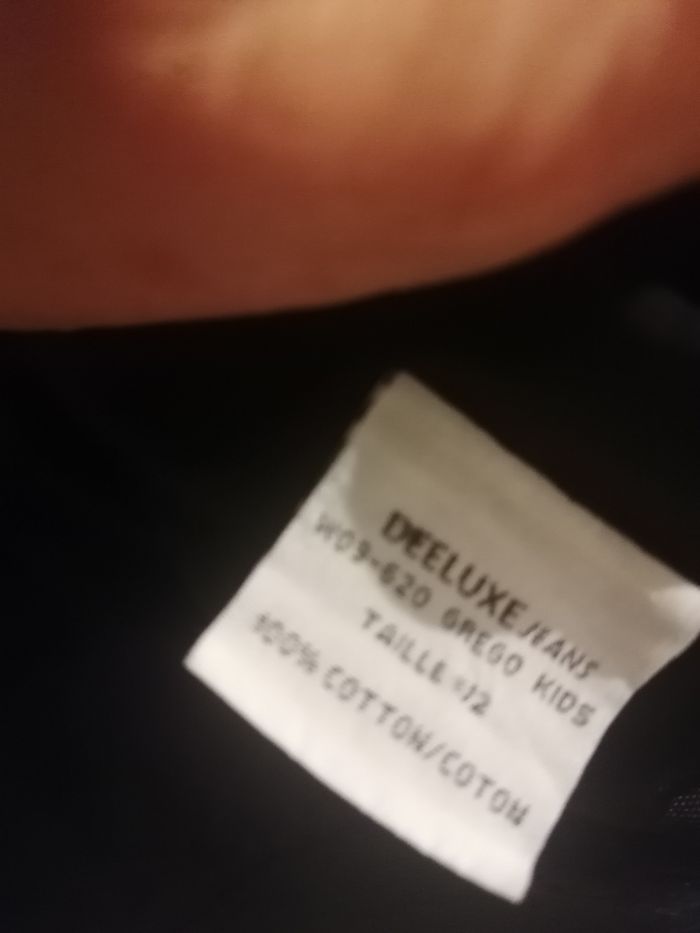 DEELUXE JEANS
W09-620 GREGO KIDS
TAILLE 12
100% COTTON/COTON